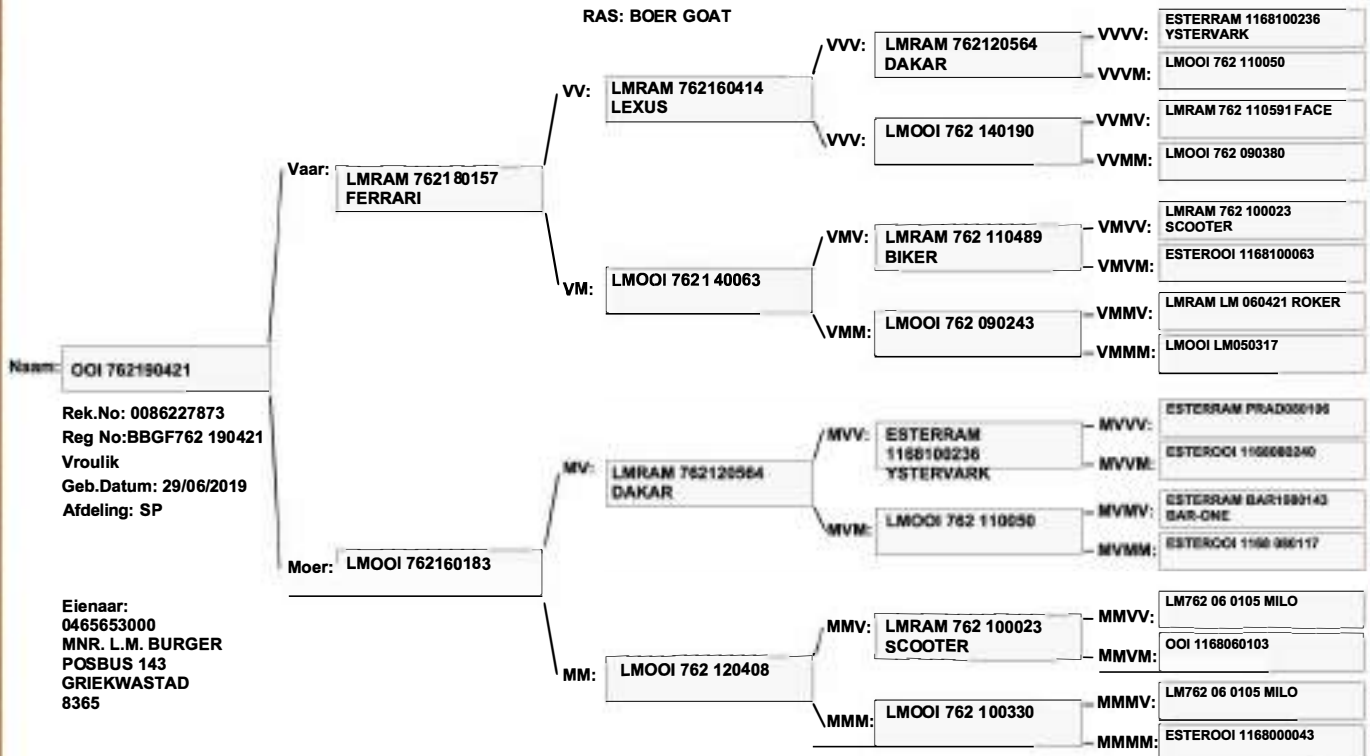 RAS: BOER GOAT
Naam: OOI 762190421
Rek.No: 0086227873
Reg No:BBGF762 190421
Vroulik
Geb.Datum: 29/06/2019
Afdeling: SP
Eienaar:
0465653000
MNR. L.M. BURGER
POSBUS 143
GRIEKWASTAD
8365
Vaar: LMRAM 762180157
FERRARI
Moer: LMOOI 762160183
VV: LMRAM 762160414
LEXUS
VM: LMOOI 762140063
MV: LMRAM 762120564
DAKAR
MM: LMOOI 762 120408
VVV: LMRAM 762120564
DAKAR
VVV: LMOOI 762 140190
VMV: LMRAM 762 110489
BIKER
VMM: LMOOI 762 090243
MVV: ESTERRAM
1168100236
YSTERVARK
MVM: LMOOI 762 110050
MMV: LMRAM 762 100023
SCOOTER
MMM: LMOOI 762 100330
VVVV: ESTERRAM 1168100236
YSTERVARK
VVVM: LMOOI 762 110050
VVMV: LMRAM 762 110591 FACE
VVMM: LMOOI 762 090380
VMVV: LMRAM 762 100023
SCOOTER
VMVM: ESTEROOI 1168100063
VMMV: LMRAM LM 060421 ROKER
VMMM: LMOOI LM050317
MVVV: ESTERRAM
MVVM: ESTEROOI
MVMV: ESTERRAM
BAR-ONE
MVMM: ESTEROOI
MMVV: LM762 06 0105 MILO
MMVM: OOI 1168060103
MMMV: LM762 06 0105 MILO
MMMM: ESTEROOI 1168000043